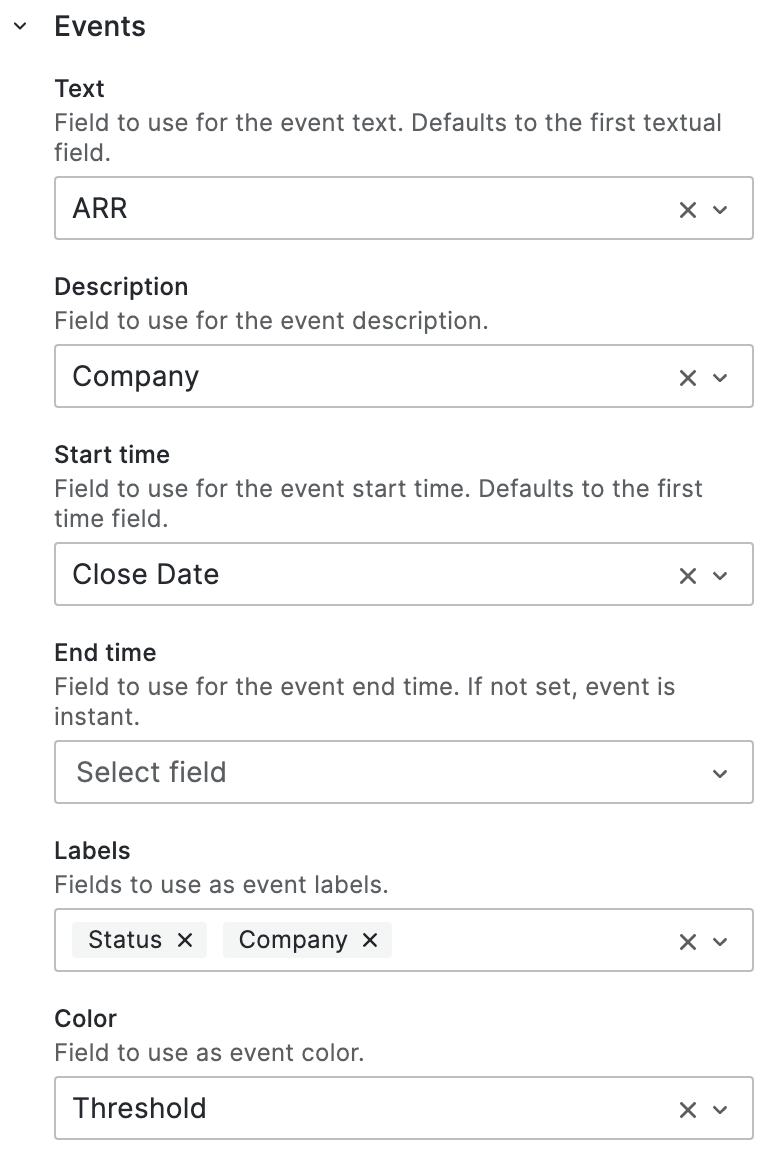 Events
Text
Field to use for the event text. Defaults to the first textual
field.
ARR
Description
Field to use for the event description.
Company
Start time
Field to use for the event start time. Defaults to the first
time field.
Close Date
End time
Field to use for the event end time. If not set, event is
instant.
Select field
Labels
Fields to use as event labels.
Status Company
Color
Field to use as event color.
Threshold